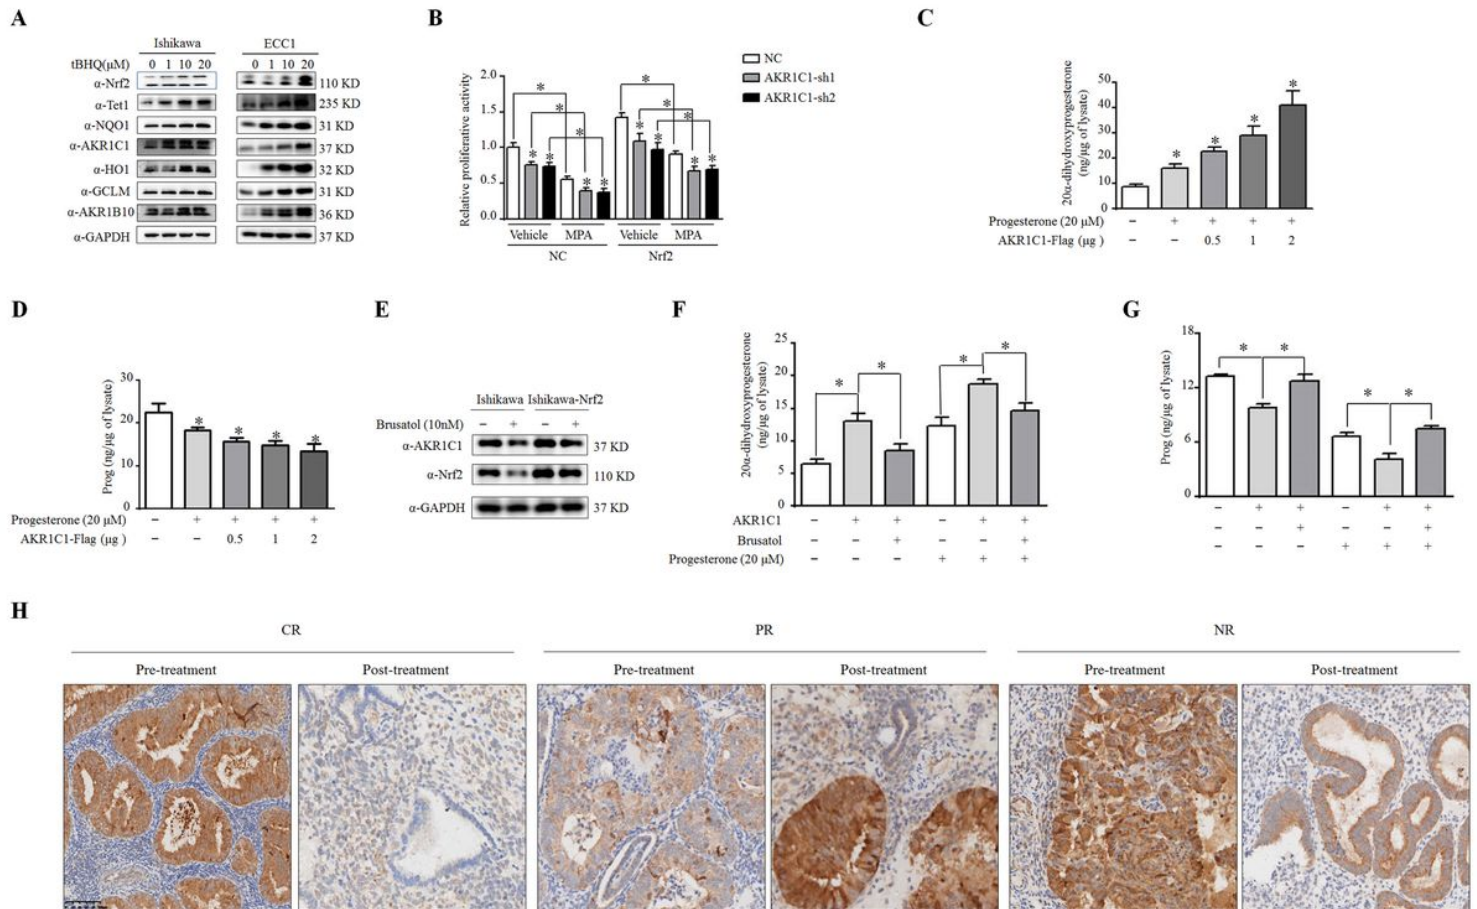 A
Ishikawa ECC1
tBHQ(μM) 0 1 10 20 0 1 10 20
α-Nrf2 110 KD
α-Tet1 235 KD
α-NQO1 31 KD
α-AKR1C1 37 KD
α-HO1 32 KD
α-GCLM 31 KD
α-AKR1B10 36 KD
α-GAPDH 37 KD
B
NC
AKR1C1-sh1
AKR1C1-sh2
Relative proliferative activity
2.0
1.5
1.0
0.5
0.0
* * * * * *
* * * * * * * *
Vehicle MPA Vehicle MPA
NC Nrf2
C
20α-dihydroxyprogesterone
(ng/μg of lysate)
50
40
30
20
10
0
* * * *
Progesterone (20 μM) – + + + +
AKR1C1-Flag (μg ) – – 0.5 1 2
D
Prog (ng/μg of lysate)
30
20
10
0
* * * *
Progesterone (20 μM) – + + + +
AKR1C1-Flag (μg ) – – 0.5 1 2
E
Ishikawa Ishikawa-Nrf2
Brusatol (10nM) – + – +
α-AKR1C1 37 KD
α-Nrf2 110 KD
α-GAPDH 37 KD
F
20α-dihydroxyprogesterone
(ng/μg of lysate)
25
20
15
10
5
0
* * * *
AKR1C1 – + + – + +
Brusatol – – + – – +
Progesterone (20 μM) – – – + + +
G
Prog (ng/μg of lysate)
18
12
6
0
* * * *
– + + – + +
– – + – – +
– – – + + +
H
CR PR NR
Pre-treatment Post-treatment Pre-treatment Post-treatment Pre-treatment Post-treatment